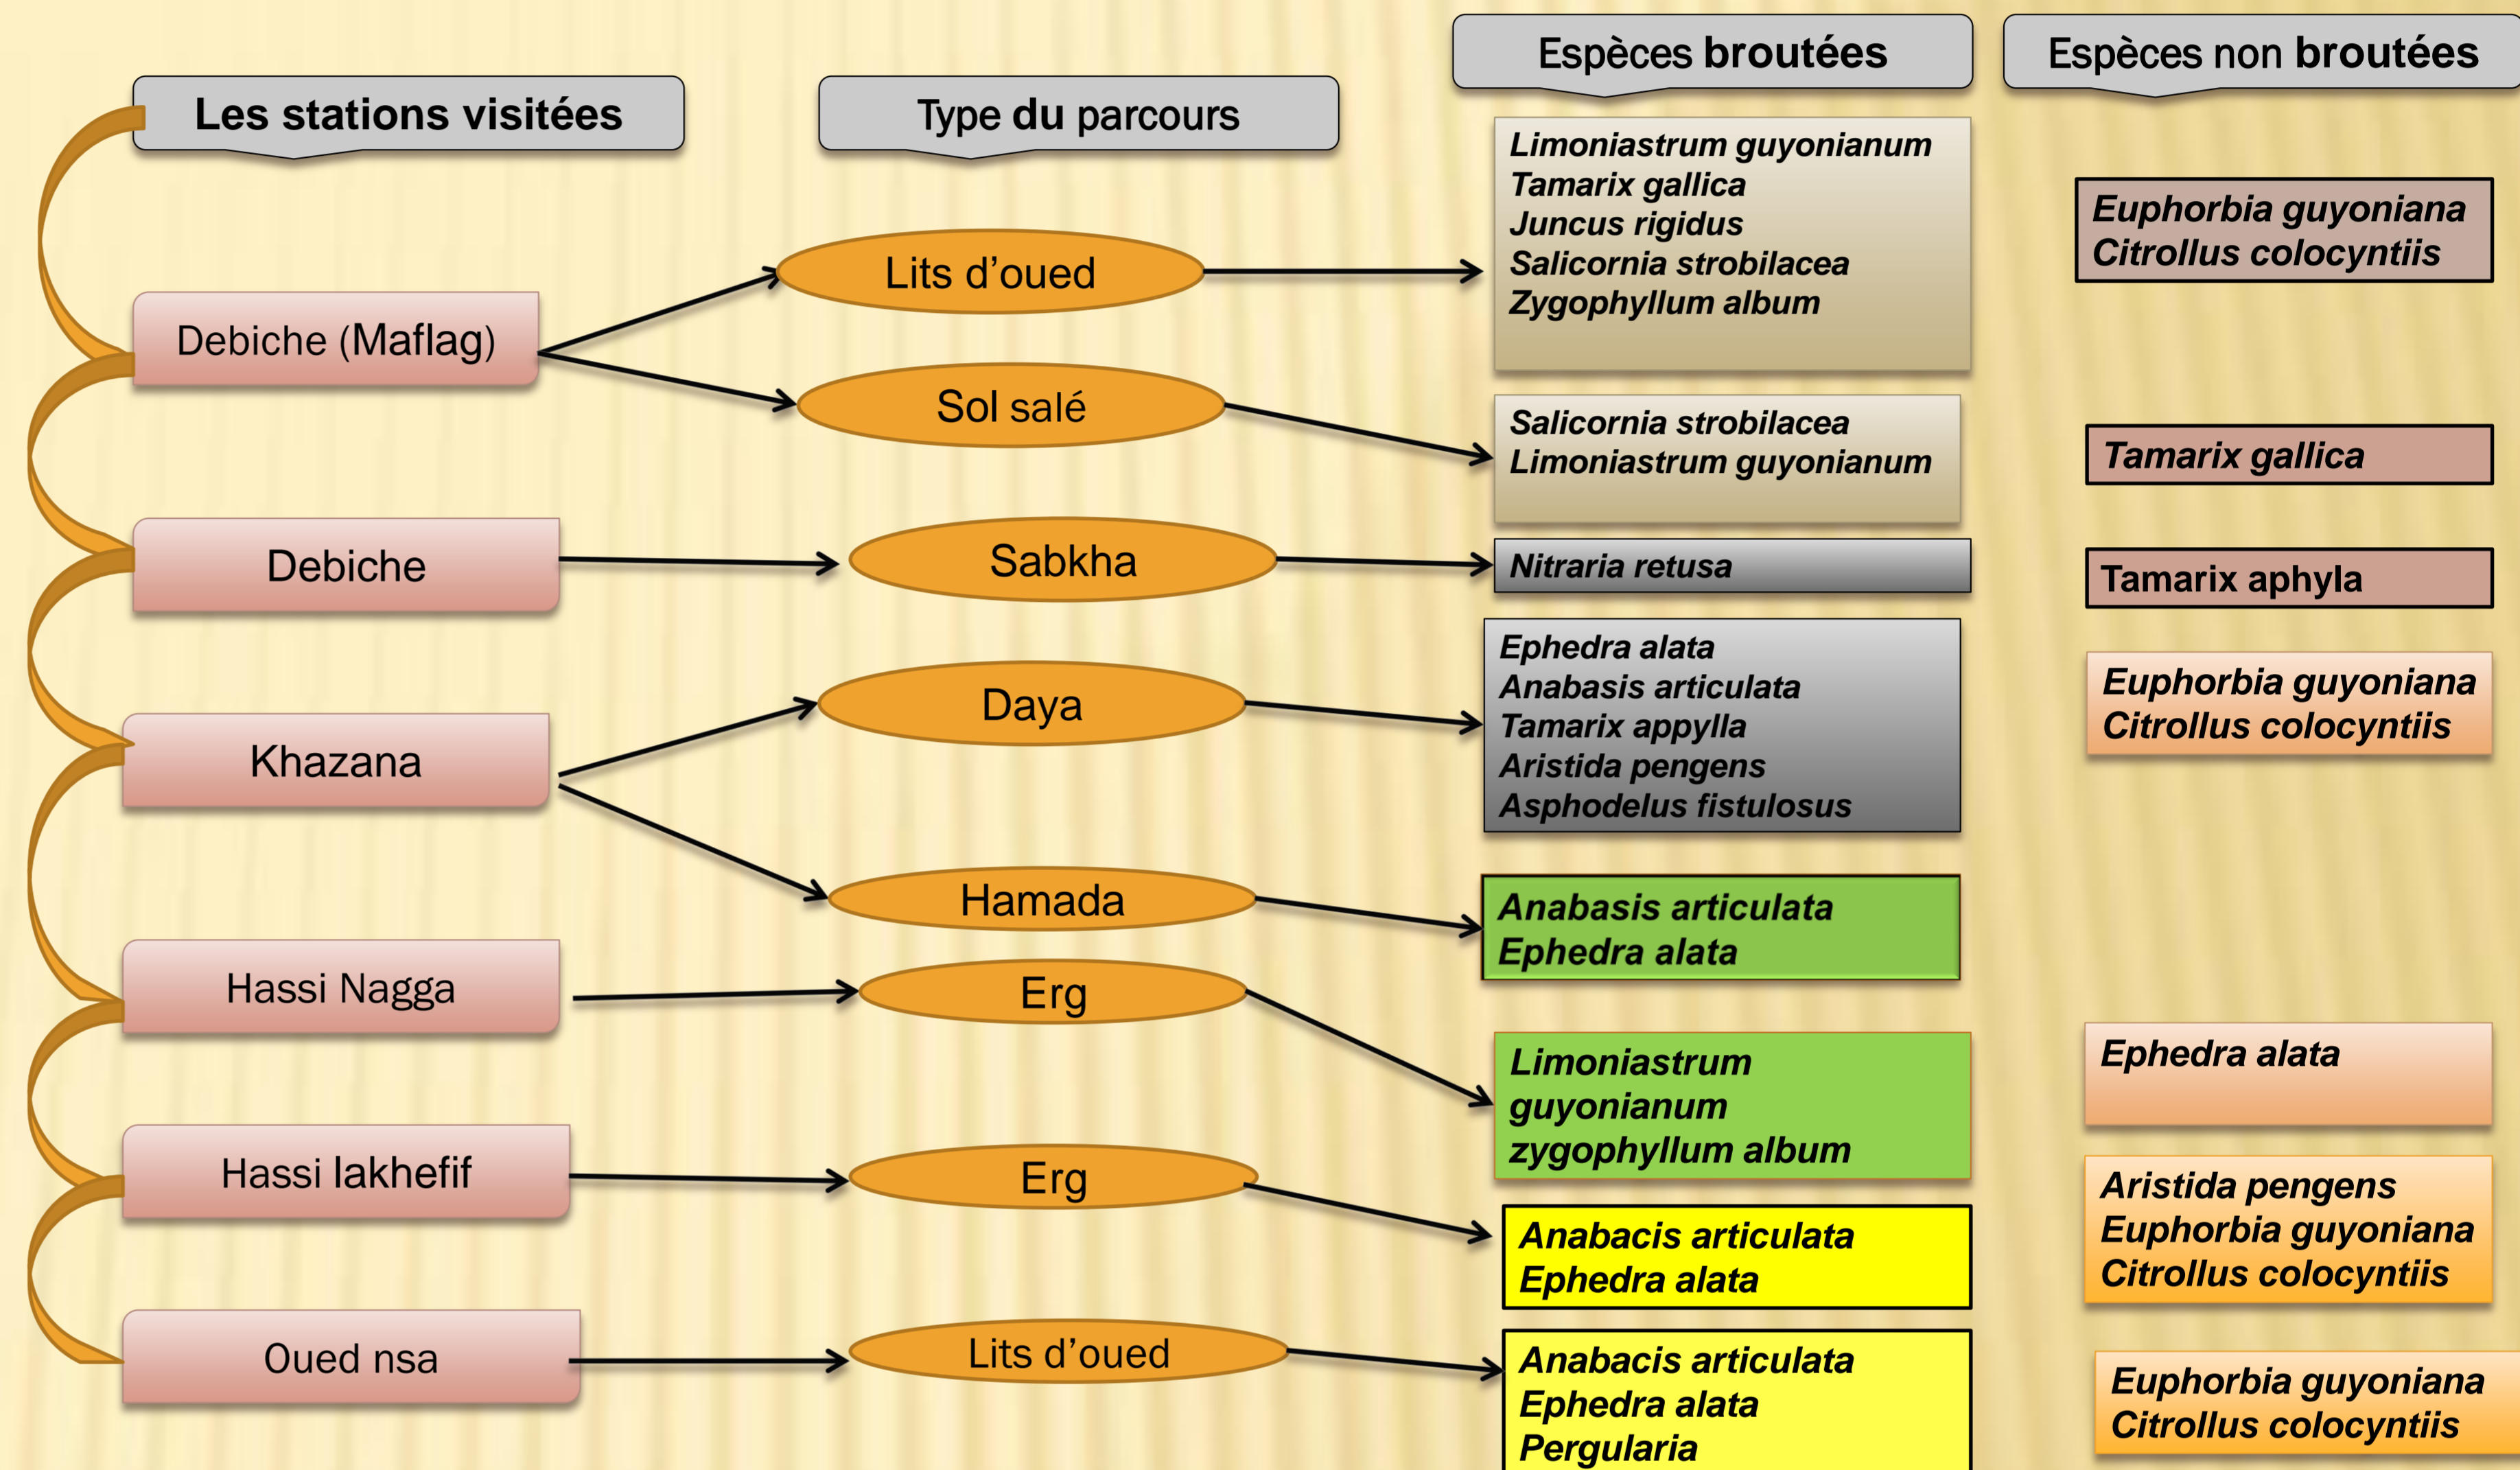 Les stations visitées
Type du parcours
Espèces broutées
Espèces non broutées
Debiche (Maflag)
Lits d’oued
Limoniastrum guyonianum
Tamarix gallica
Juncus rigidus
Salicornia strobilacea
Zygophyllum album
Euphorbia guyoniana
Citrollus colocyntiis
Sol salé
Salicornia strobilacea
Limoniastrum guyonianum
Tamarix gallica
Debiche
Sabkha
Nitraria retusa
Tamarix aphyla
Khazana
Daya
Ephedra alata
Anabasis articulata
Tamarix appylla
Aristida pengens
Asphodelus fistulosus
Euphorbia guyoniana
Citrollus colocyntiis
Hamada
Anabasis articulata
Ephedra alata
Hassi Nagga
Erg
Limoniastrum
guyonianum
zygophyllum album
Ephedra alata
Hassi lakhefif
Erg
Anabacis articulata
Ephedra alata
Aristida pengens
Euphorbia guyoniana
Citrollus colocyntiis
Oued nsa
Lits d’oued
Anabacis articulata
Ephedra alata
Pergularia
Euphorbia guyoniana
Citrollus colocyntiis